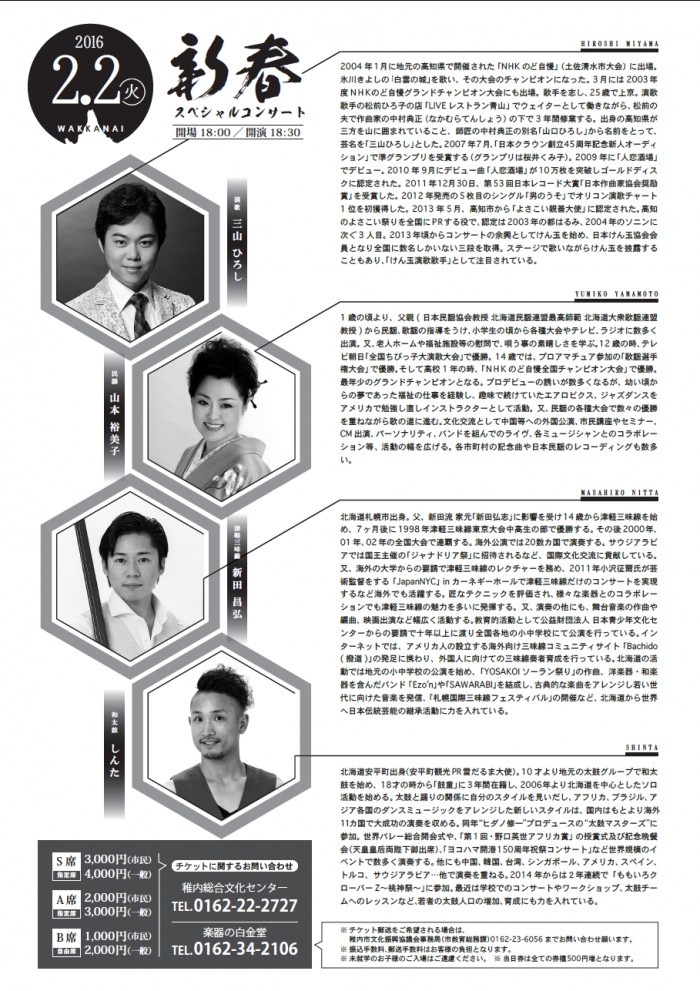 2016
2.2火
WAKKANAI
新春
スペシャルコンサート
開場 18:00／開演 18:30
HIROSHI MIYAMA
2004年1月に地元の高知県で開催された「NHKのど自慢」(土佐清水市大会)に出場。
氷川きよしの「白雲の城」を歌い、その大会のチャンピオンになった。3月には2003年
度NHKのど自慢グランドチャンピオン大会にも出場。歌手を志し、25歳で上京。演歌
歌手の松前ひろ子の店「LIVEレストラン青山」でウェイターとして働きながら、松前の
夫で作曲家の中村典正(なかむらてんしょう)の下で3年間修業する。出身の高知県が
三方を山に囲まれていること、師匠の中村典正の別名「山口ひろし」から名前をとって、
芸名を「三山ひろし」とした。2007年7月、「日本クラウン創立45周年記念新人オーディ
ション」で準グランプリを受賞する(グランプリは桜井くみ子)。2009年に「人恋酒場」
でデビュー。2010年9月にデビュー曲「人恋酒場」が10万枚を突破しゴールドディス
クに認定された。2011年12月30日、第53回日本レコード大賞「日本作曲家協会奨励
賞」を受賞した。2012年発売の5枚目のシングル「男のうそ」でオリコン演歌チャート
1位を初獲得した。2013年5月、高知市から「よさこい親善大使」に認定された。高知
のよさこい祭りを全国にPRする役で、認定は2003年の都はるみ、2004年のソニンに
次ぐ3人目。2013年頃からコンサートの余興としてけん玉を始め、日本けん玉協会会
員となり全国に数名しかいない三段を取得。ステージで歌いながらけん玉を披露する
こともあり、「けん玉演歌歌手」として注目されている。
演歌
三山 ひろし
YUMIKO YAMAMOTO
1歳の頃より、父親(日本民謡協会教授 北海道民謡連盟最高師範 北海道大衆歌謡連盟
教授)から民謡、歌謡の指導をうけ、小学生の頃から各種大会やテレビ、ラジオに数多く
出演。又、老人ホームや福祉施設等の慰問で、唄う事の素晴しさを学ぶ。12歳の時、テレ
ビ朝日「全国ちびっ子大演歌大会」で優勝。14歳では、プロアマチュア参加の「歌謡選手
権大会」で優勝。そして高校1年の時、「NHKのど自慢全国チャンピオン大会」で優勝。
最年少のグランドチャンピオンとなる。プロデビューの誘いが数多くなるが、幼い頃か
らの夢であった福祉の仕事を経験し、趣味で続けていたエアロビクス、ジャズダンスを
アメリカで勉強し直しインストラクターとして活動。又、民謡の各種大会で数々の優勝
を重ねながら歌の道に進む。文化交流として中国等への外国公演、市民講座やセミナー、
CM出演、パーソナリティ、バンドを組んでのライヴ、各ミュージシャンとのコラボレー
ション等、活動の幅を広げる。各市町村の記念曲や日本民謡のレコーディングも数多
い。
民謡
山本 裕美子
MASAHIRO NITTA
北海道札幌市出身。父、新田流 家元「新田弘志」に影響を受け14歳から津軽三味線を始
め、7ヶ月後に1998年津軽三味線東京大会中高生の部で優勝する。その後2000年、
01年、02年の全国大会で連覇する。海外公演では20数カ国で演奏する。サウジアラビ
アでは国王主催の「ジャナドリア祭」に招待されるなど、国際文化交流に貢献している。
又、海外の大学からの要請で津軽三味線のレクチャーを務め、2011年小沢征爾氏が芸
術監督をする「JapanNYC」in カーネギーホールで津軽三味線だけのコンサートを実現
するなど海外でも活躍する。匠なテクニックを評価され、様々な楽器とのコラボレー
ションでも津軽三味線の魅力を多いに発揮する。又、演奏の他にも、舞台音楽の作曲や
編曲、映画出演など幅広く活動する。教育的活動として公益財団法人 日本青少年文化セ
ンターからの要請で十年以上に渡り全国各地の小中学校にて公演を行っている。イン
ターネットでは、アメリカ人の設立する海外向け三味線コミュニティサイト「Bachido
(撥道)」の発足に携わり、外国人に向けての三味線奏者育成を行っている。北海道の活
動では地元の小中学校の公演を始め、「YOSAKOI ソーラン祭り」の作曲、洋楽器・和楽
器を含んだバンド「Ezo'n」や「SAWARABI」を結成し、古典的な楽曲をアレンジし若い世
代に向けた音楽を発信、「札幌国際三味線フェスティバル」の開催など、北海道から世界
へ日本伝統芸能の継承活動に力を入れている。
津軽三味線
新田 昌弘
SHINTA
北海道安平町出身(安平町観光PR雪だるま大使)。10才より地元の太鼓グループで和太
鼓を始め、18才の時から「鼓童」に3年間在籍し、2006年より北海道を中心としたソロ
活動を始める。太鼓と踊りの関係に自分のスタイルを見いだし、アフリカ、ブラジル、ア
ジア各国のダンスミュージックをアレンジした新しいスタイルは、国内はもとより海外
11カ国で大成功の演奏を収める。同年“ヒダノ修一”プロデュースの“太鼓マスターズ”に
参加。世界バレー総合開会式や、「第1回・野口英世アフリカ賞」の授賞式及び記念晩餐
会(天皇皇后両陛下御出席)、「ヨコハマ開港150周年祝祭コンサート」など世界規模のイ
ベントで数多く演奏する。他にも中国、韓国、台湾、シンガポール、アメリカ、スペイン、
トルコ、サウジアラビア…他で演奏を重ねる。2014年からは2年連続で「ももいろク
ローバーZ～桃神祭～」に参加。最近は学校でのコンサートやワークショップ、太鼓チー
ムへのレッスンなど、若者の太鼓人口の増加、育成にも力を入れている。
和太鼓
しんた
S席 指定席 3,000円(市民)
4,000円(一般)
A席 指定席 2,000円(市民)
3,000円(一般)
B席 自由席 1,000円(市民)
2,000円(一般)
チケットに関するお問い合わせ
稚内総合文化センター
TEL.0162-22-2727
楽器の白金堂
TEL.0162-34-2106
※ チケット郵送をご希望される場合は、
稚内市文化振興協議会事務局(市教育総務課)0162-23-6056 までお問い合わせ願います。
※ 振込手数料、郵送手数料はお客様の負担となります。
※ 未就学のお子様のご入場はご遠慮ください。 ※ 当日券は全ての券種500円増となります。